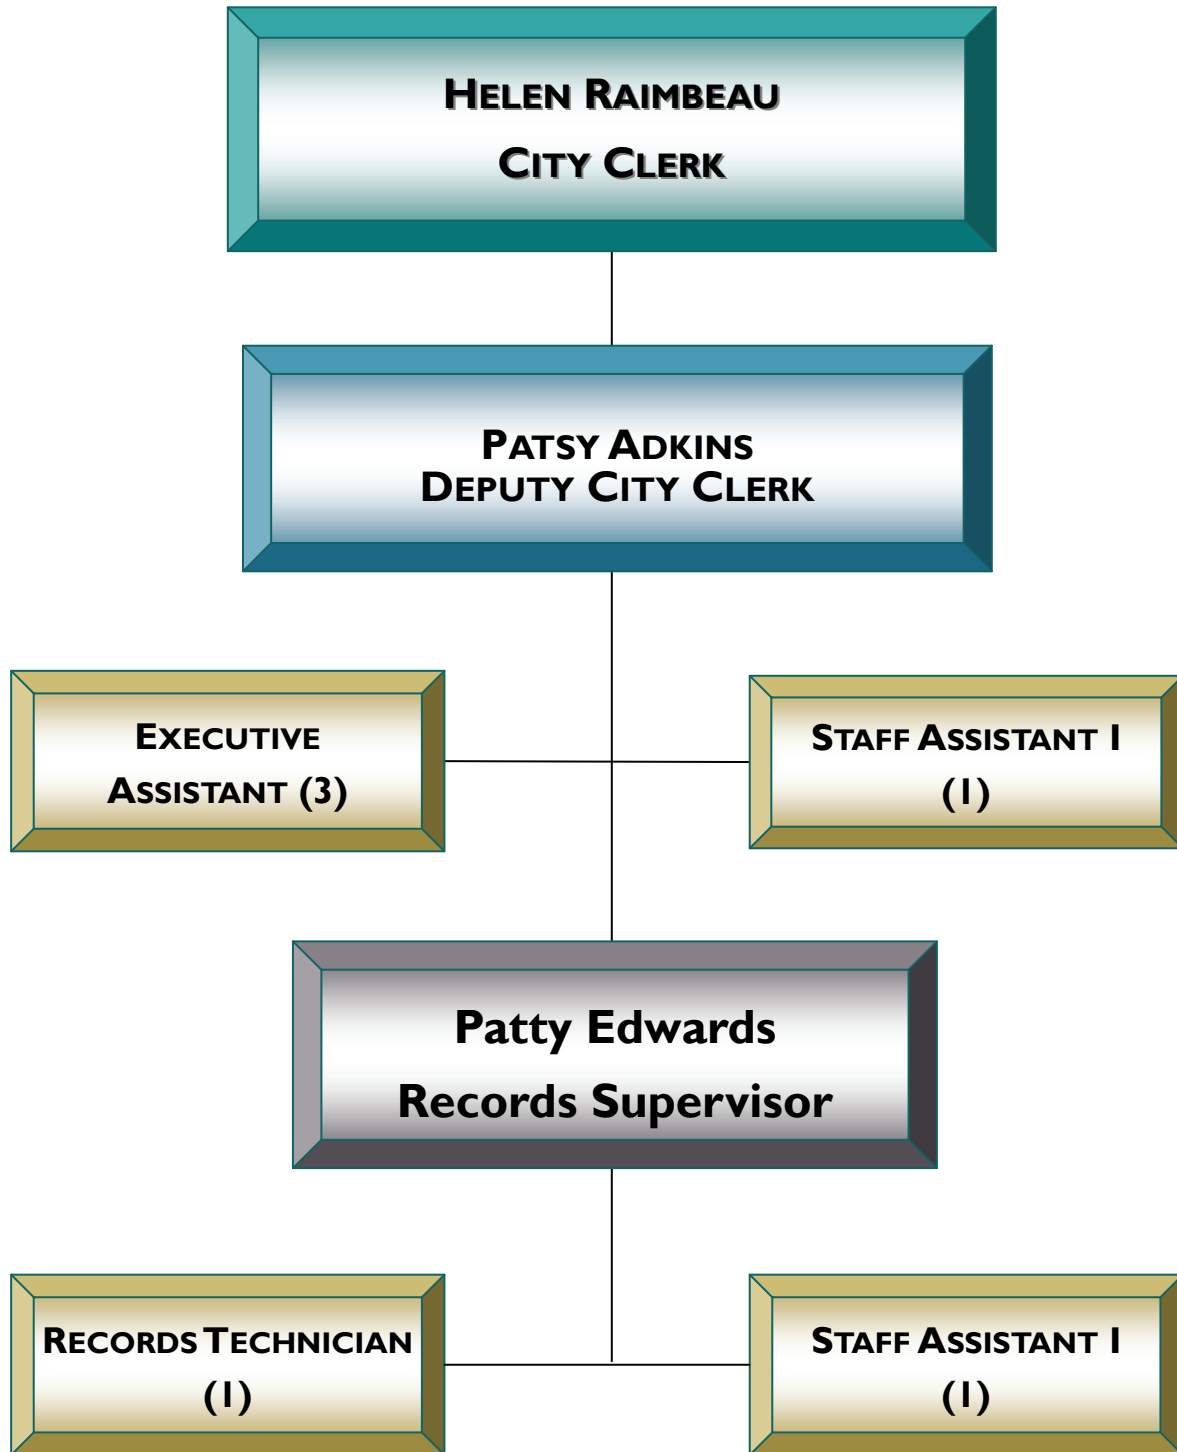 HELEN RAIMBEAU
CITY CLERK
PATSY ADKINS
DEPUTY CITY CLERK
EXECUTIVE
ASSISTANT (3)
STAFF ASSISTANT I
(1)
Patty Edwards
Records Supervisor
RECORDS TECHNICIAN
(1)
STAFF ASSISTANT I
(1)